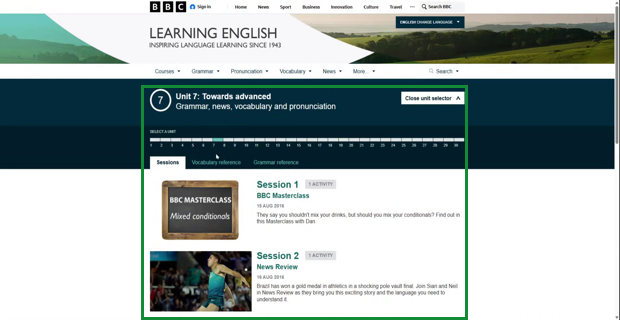 BBC
Sign in
Home News Sport Business Innovation Culture Travel ... Search BBC
ENGLISH CHANGE LANGUAGE
LEARNING ENGLISH
INSPIRING LANGUAGE LEARNING SINCE 1943
Courses Grammar Pronunciation Vocabulary News More Search
7
Unit 7: Towards advanced
Grammar, news, vocabulary and pronunciation
Close unit selector
SELECT A UNIT
1 2 3 4 5 6 7 8 9 10 11 12 13 14 15 16 17 18 19 20 21 22 23 24 25 26 27 28 29 30
Sessions Vocabulary reference Grammar reference
BBC MASTERCLASS
Mixed conditionals
Session 1 1 ACTIVITY
BBC Masterclass
15 AUG 2016
They say you shouldn't mix your drinks, but should you mix your conditionals? Find out in
this Masterclass with Dan.
Session 2 1 ACTIVITY
News Review
16 AUG 2016
Brazil has won a gold medal in athletics in a shocking pole vault final. Join Sian and Neil
in News Review as they bring you this exciting story and the language you need to
understand it.